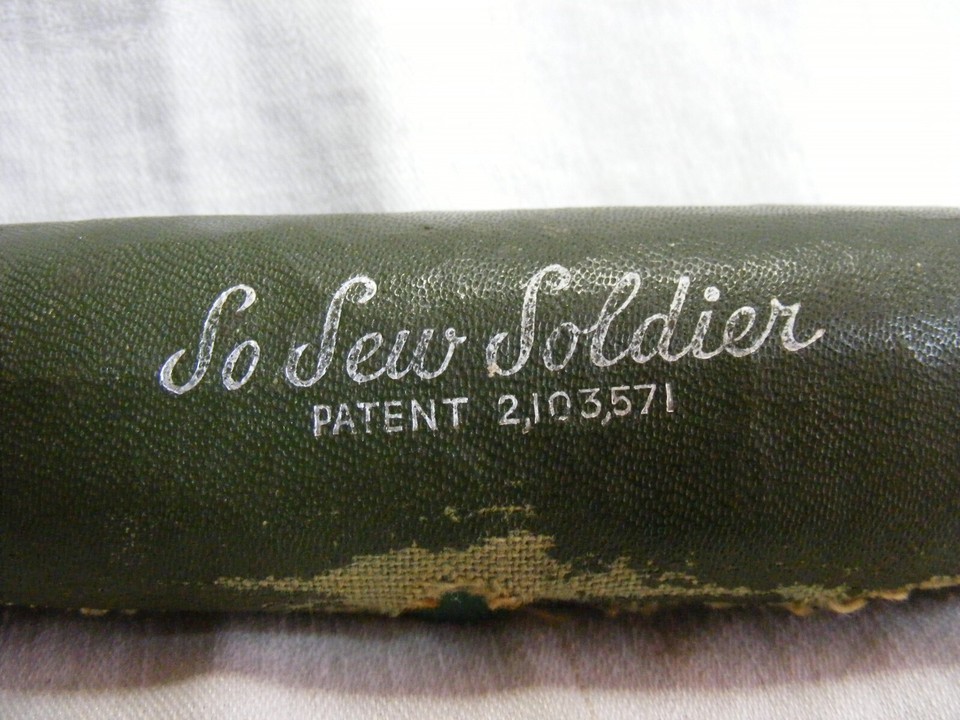 So Sew Soldier
PATENT 2,103,571